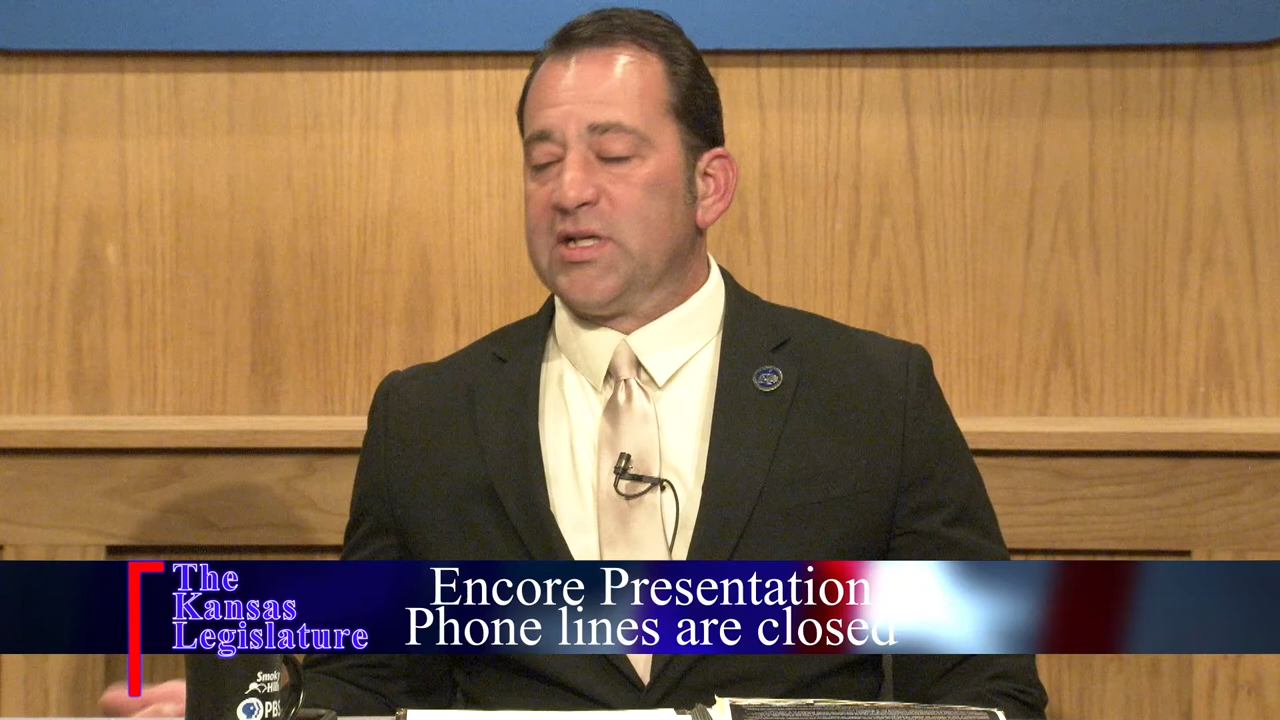 The
Kansas
Legislature
Encore Presentation
Phone lines are closed
Smoky
Hills
PBS